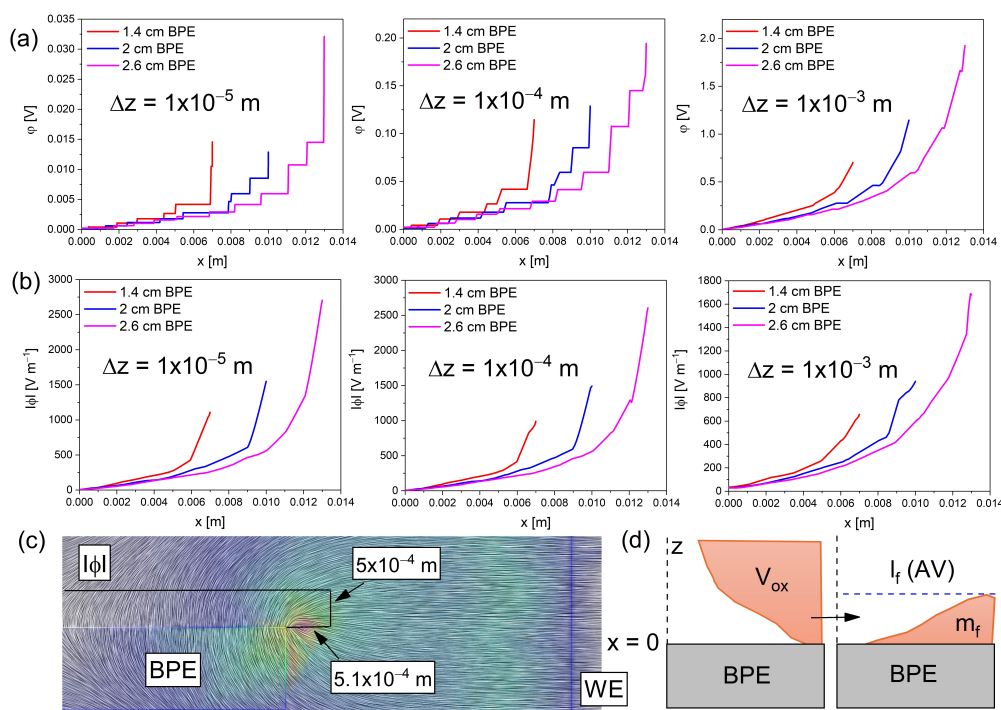 (a)
0.035
0.030
0.025
0.020
0.015
0.010
0.005
0.000
φ [V]
1.4 cm BPE
2 cm BPE
2.6 cm BPE
Δz = 1x10⁻⁵ m
0.000 0.002 0.004 0.006 0.008 0.010 0.012 0.014
x [m]
0.20
0.15
0.10
0.05
0.00
φ [V]
1.4 cm BPE
2 cm BPE
2.6 cm BPE
Δz = 1x10⁻⁴ m
0.000 0.002 0.004 0.006 0.008 0.010 0.012 0.014
x [m]
2.0
1.5
1.0
0.5
0.0
φ [V]
1.4 cm BPE
2 cm BPE
2.6 cm BPE
Δz = 1x10⁻³ m
0.000 0.002 0.004 0.006 0.008 0.010 0.012 0.014
x [m]
(b)
3000
2500
2000
1500
1000
500
0
|ϕ| [V m⁻¹]
1.4 cm BPE
2 cm BPE
2.6 cm BPE
Δz = 1x10⁻⁵ m
0.000 0.002 0.004 0.006 0.008 0.010 0.012 0.014
x [m]
3000
2500
2000
1500
1000
500
0
|ϕ| [V m⁻¹]
1.4 cm BPE
2 cm BPE
2.6 cm BPE
Δz = 1x10⁻⁴ m
0.000 0.002 0.004 0.006 0.008 0.010 0.012 0.014
x [m]
1800
1600
1400
1200
1000
800
600
400
200
0
|ϕ| [V m⁻¹]
1.4 cm BPE
2 cm BPE
2.6 cm BPE
Δz = 1x10⁻³ m
0.000 0.002 0.004 0.006 0.008 0.010 0.012 0.014
x [m]
(c)
|ϕ|
5x10⁻⁴ m
BPE
5.1x10⁻⁴ m
WE
(d)
z
V_ox
I_f (AV)
m_f
x = 0
BPE
BPE